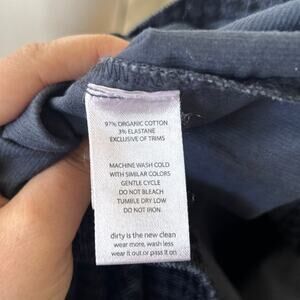 97% ORGANIC COTTON
3% ELASTANE
EXCLUSIVE OF TRIMS
MACHINE WASH COLD
WITH SIMILAR COLORS
GENTLE CYCLE
DO NOT BLEACH
TUMBLE DRY LOW
DO NOT IRON
dirty is the new clean
wear more, wash less
wear it out or pass it on